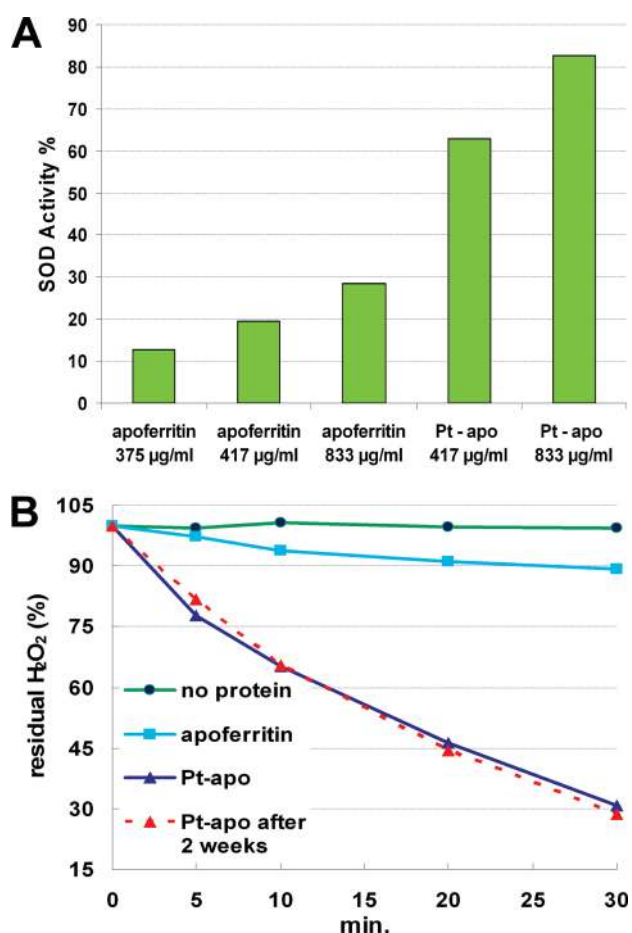 A
90
80
70
60
50
40
30
20
10
0
SOD Activity %
apoferritin apoferritin apoferritin Pt - apo Pt - apo
375 µg/ml 417 µg/ml 833 µg/ml 417 µg/ml 833 µg/ml
B
105
90
75
60
45
30
15
residual H₂O₂ (%)
no protein
apoferritin
Pt-apo
Pt-apo after
2 weeks
0 5 10 20 30
min.